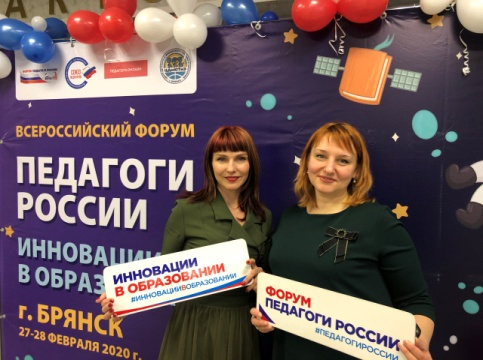 ВСЕРОССИЙСКИЙ ФОРУМ
ПЕДАГОГИ
РОССИИ
ИННОВАЦИИ
В ОБРАЗ
г. БРЯНСК
27-28 ФЕВРАЛЯ 2020 г.
ИННОВАЦИИ
В ОБРАЗОВАНИИ
#ИННОВАЦИИВОБРАЗОВАНИИ
ФОРУМ
ПЕДАГОГИ РОССИИ
#ПЕДАГОГИРОССИИ